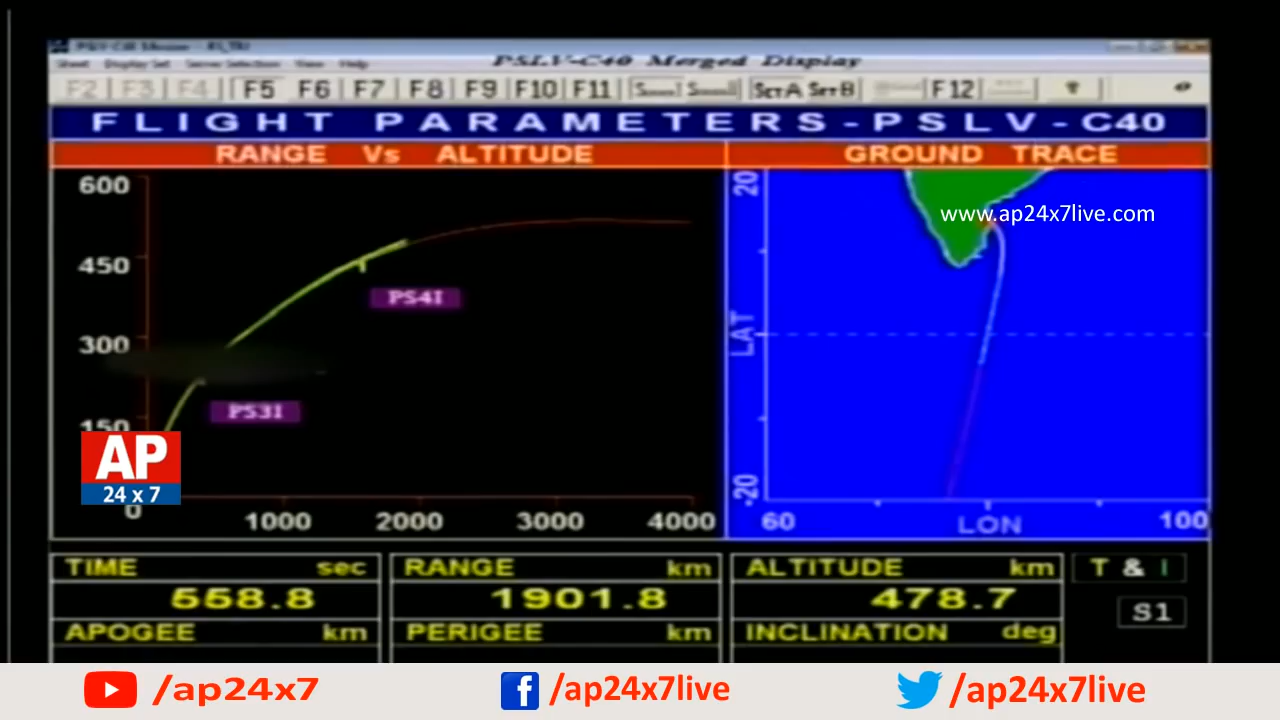 PSLV-C40 Merged Display
F2 F3 F4 F5 F6 F7 F8 F9 F10 F11 SETA SETB F12
FLIGHT PARAMETERS-PSLV-C40
RANGE Vs ALTITUDE
GROUND TRACE
600
450
300
150
0
1000 2000 3000 4000
PS4I
PS3I
20
LAT
-20
60 LON 100
www.ap24x7live.com
AP
24 x 7
TIME sec RANGE km ALTITUDE km T & I
558.8 1901.8 478.7 S1
APOGEE km PERIGEE km INCLINATION deg
/ap24x7 /ap24x7live /ap24x7live